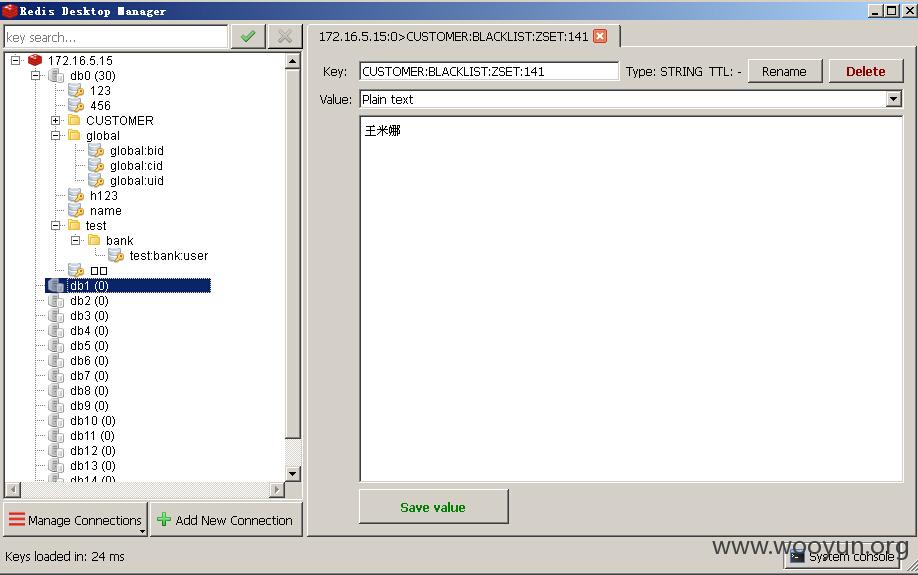 Redis Desktop Manager
key search...
172.16.5.15
db0 (30)
123
456
CUSTOMER
global
global:bid
global:cid
global:uid
h123
name
test
bank
test:bank:user
db1 (0)
db2 (0)
db3 (0)
db4 (0)
db5 (0)
db6 (0)
db7 (0)
db8 (0)
db9 (0)
db10 (0)
db11 (0)
db12 (0)
db13 (0)
db14 (0)
Manage Connections
Add New Connection
Keys loaded in: 24 ms
172.16.5.15:0>CUSTOMER:BLACKLIST:ZSET:141
Key: CUSTOMER:BLACKLIST:ZSET:141 Type: STRING TTL: - Rename Delete
Value: Plain text
王米娜
Save value
www.wooyun.org
System console